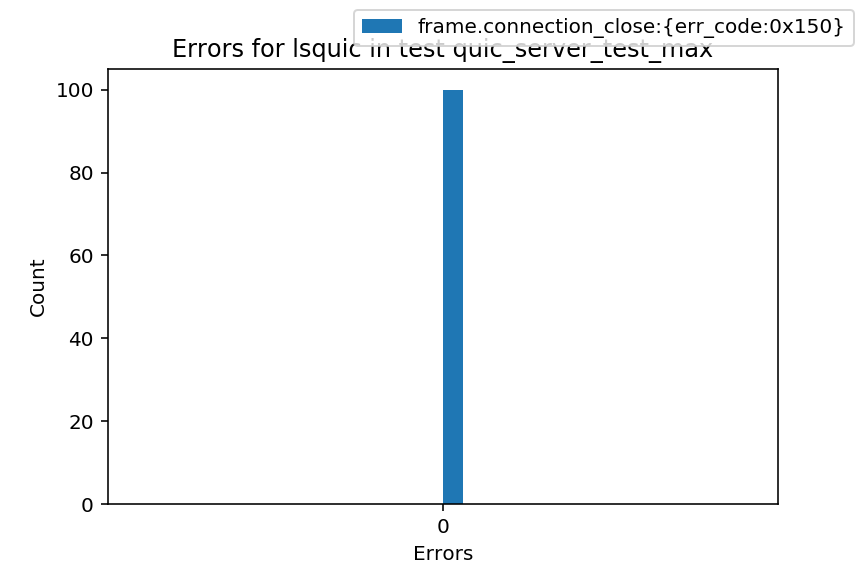 frame.connection_close:{err_code:0x150}
Errors for lsquic in test quic_server_test_max
100
80
60
40
20
0
Count
0
Errors